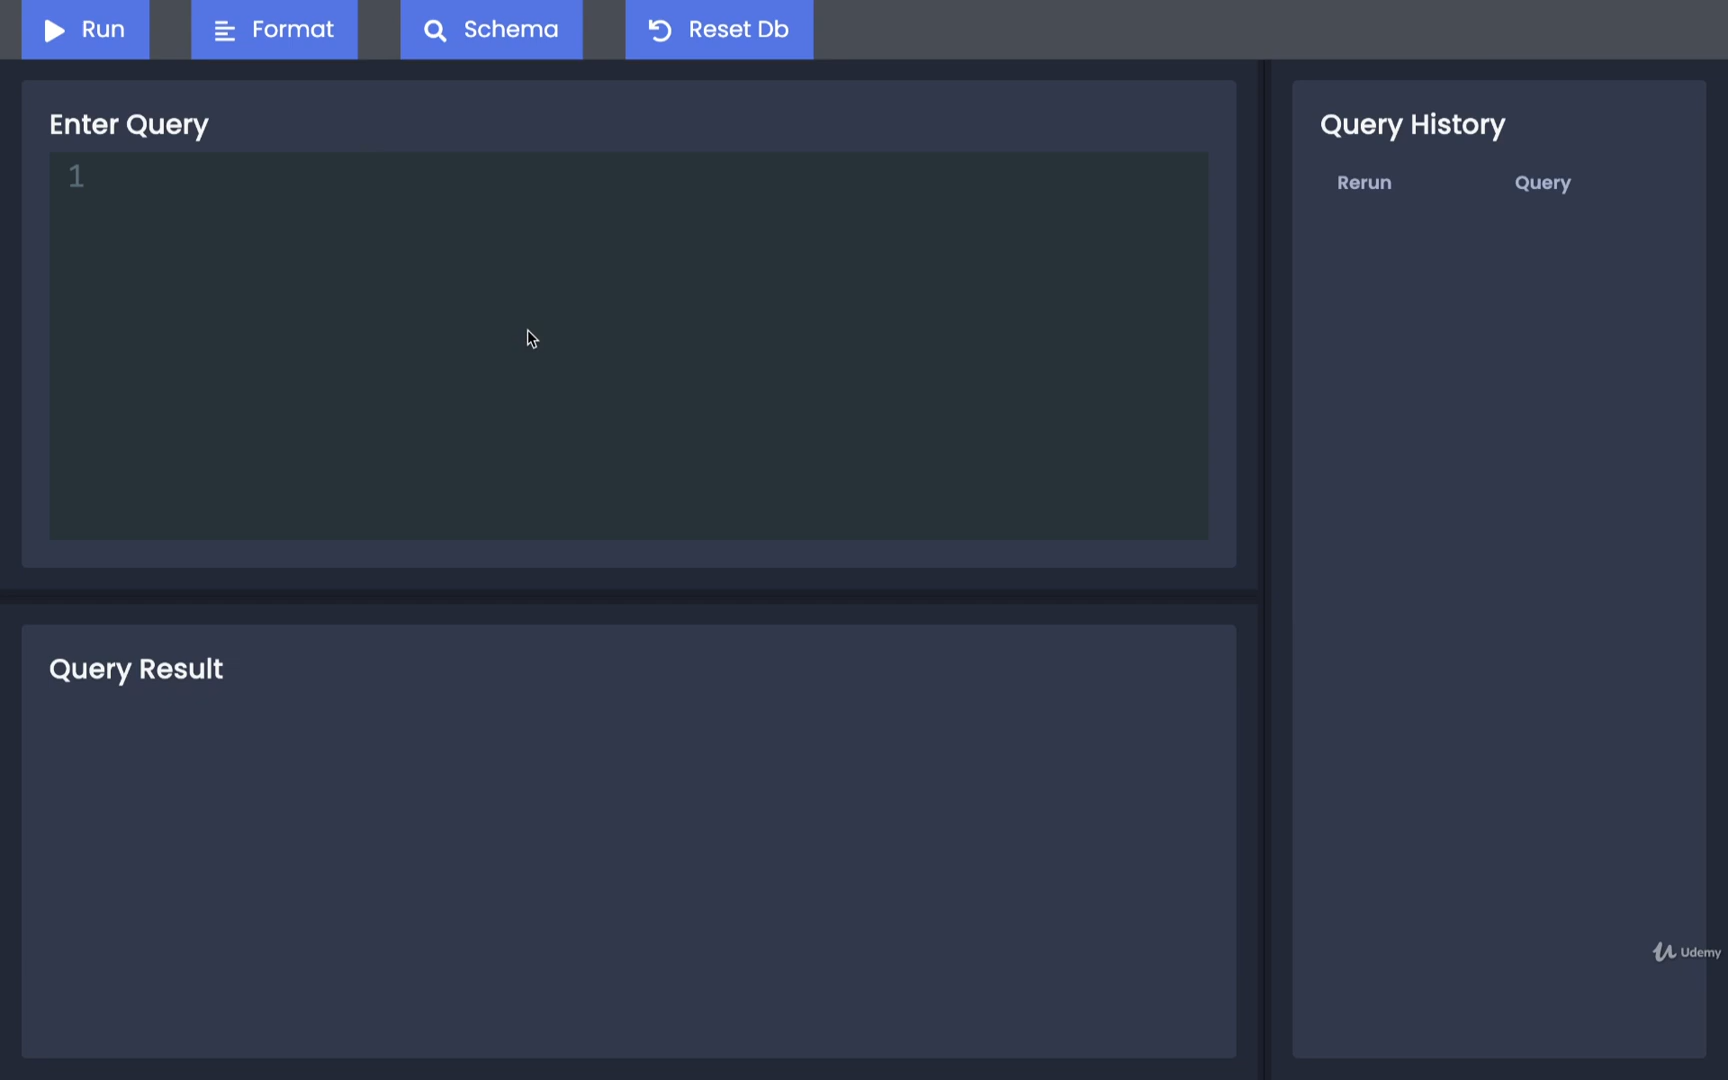 Run
Format
Schema
Reset Db
Enter Query
1
Query History
Rerun
Query
Query Result
Udemy